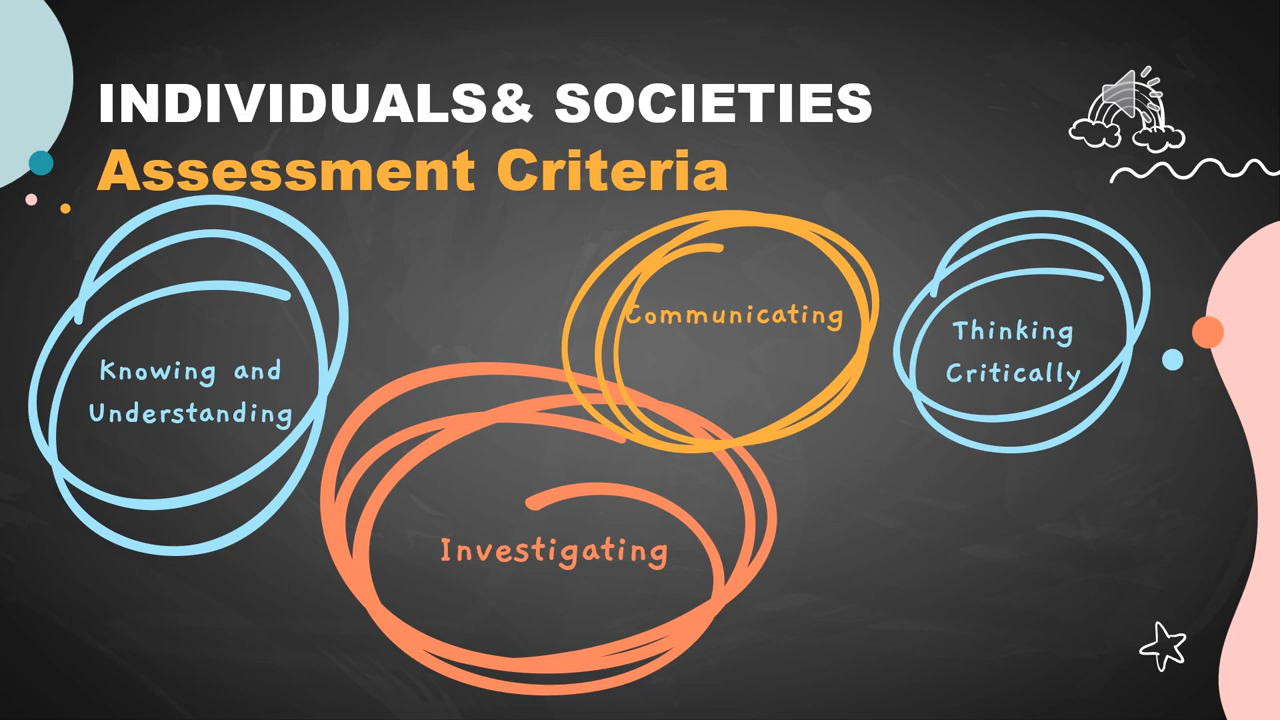 INDIVIDUALS& SOCIETIES
Assessment Criteria
Knowing and
Understanding
Investigating
Communicating
Thinking
Critically